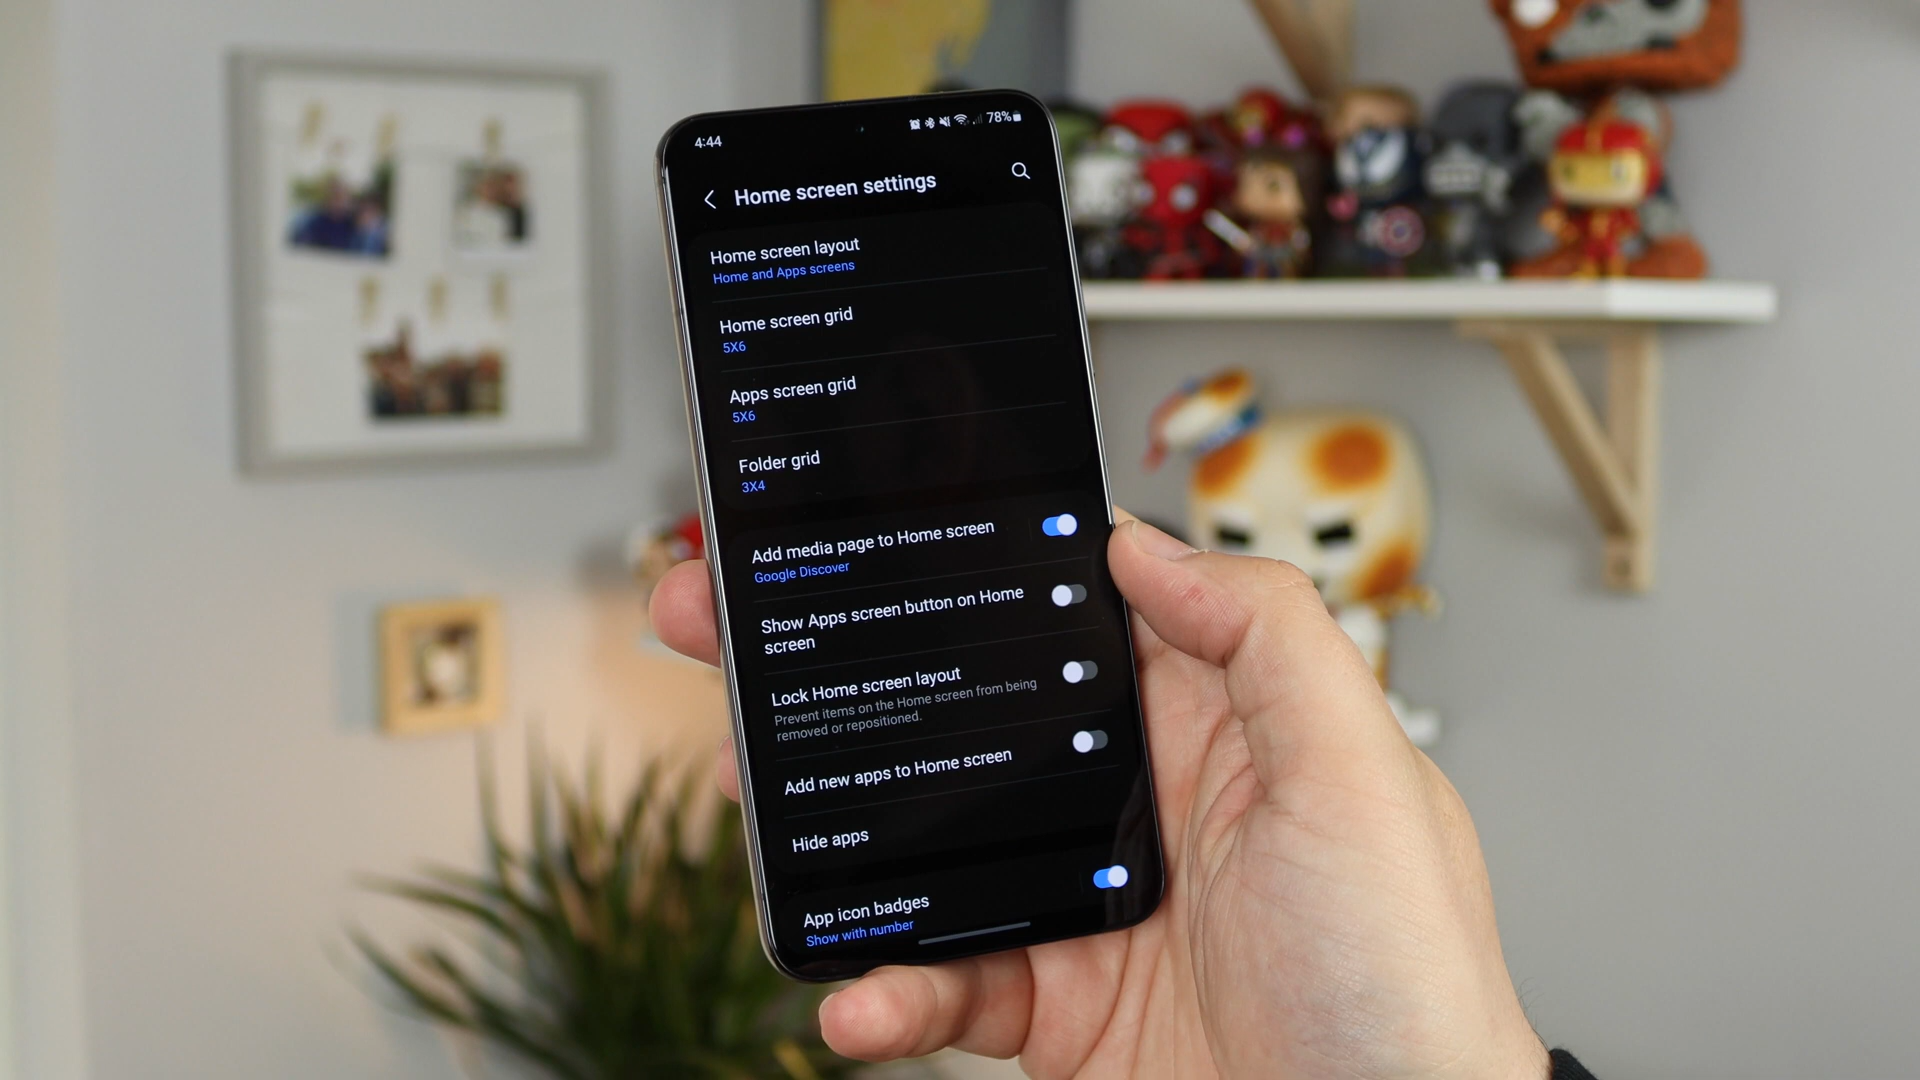 4:44
78%
Home screen settings
Home screen layout
Home and Apps screens
Home screen grid
5X6
Apps screen grid
5X6
Folder grid
3X4
Add media page to Home screen
Google Discover
Show Apps screen button on Home
screen
Lock Home screen layout
Prevent items on the Home screen from being
removed or repositioned.
Add new apps to Home screen
Hide apps
App icon badges
Show with number